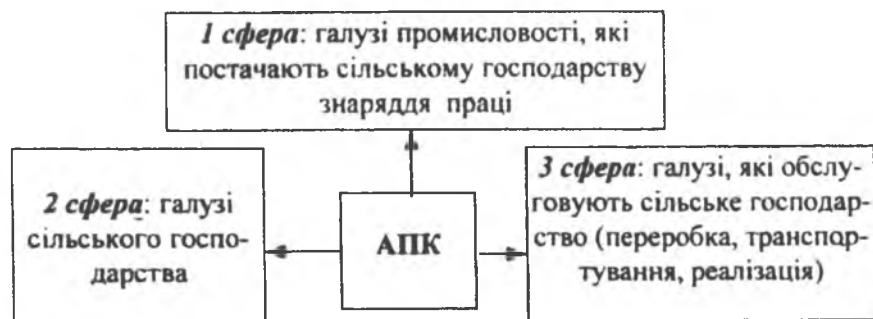 1 сфера: галузі промисловості, які
постачають сільському господарству
знаряддя праці
2 сфера: галузі
сільського госпо-
дарства
АПК
3 сфера: галузі, які обслу-
говують сільське господар-
ство (переробка, транспор-
тування, реалізація)